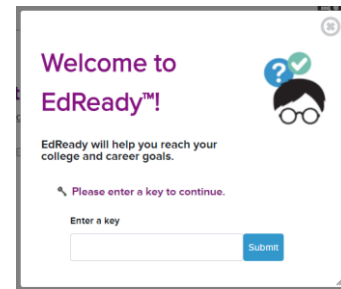 Welcome to
EdReady™!
EdReady will help you reach your
college and career goals.
Please enter a key to continue.
Enter a key
Submit